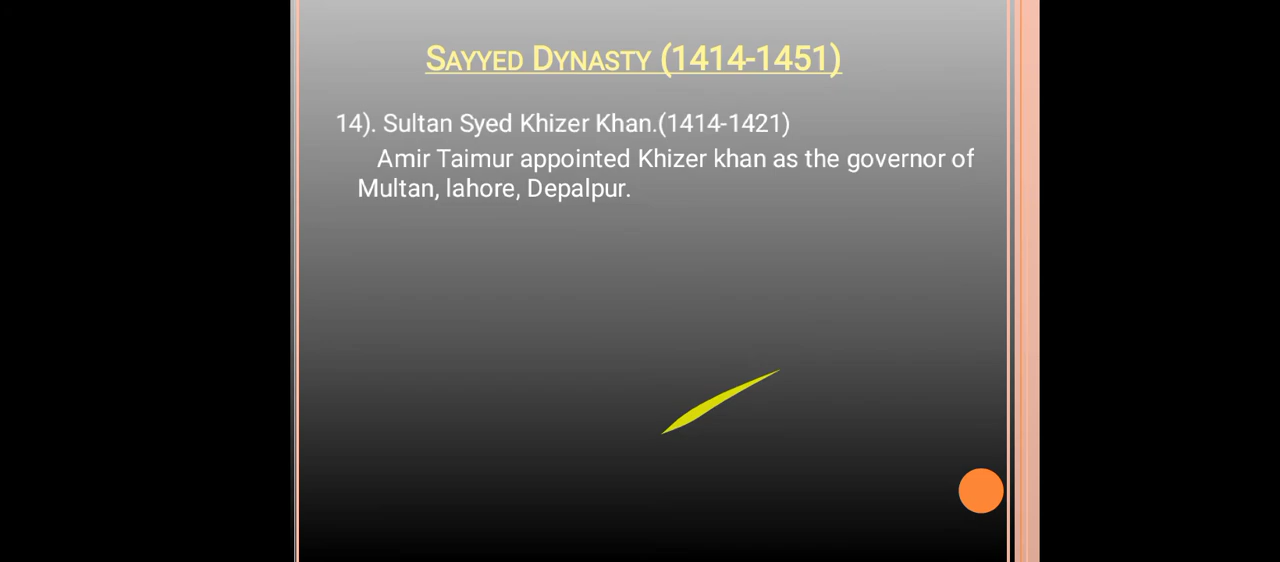 SAYYED DYNASTY (1414-1451)
14). Sultan Syed Khizer Khan.(1414-1421)
Amir Taimur appointed Khizer khan as the governor of
Multan, lahore, Depalpur.